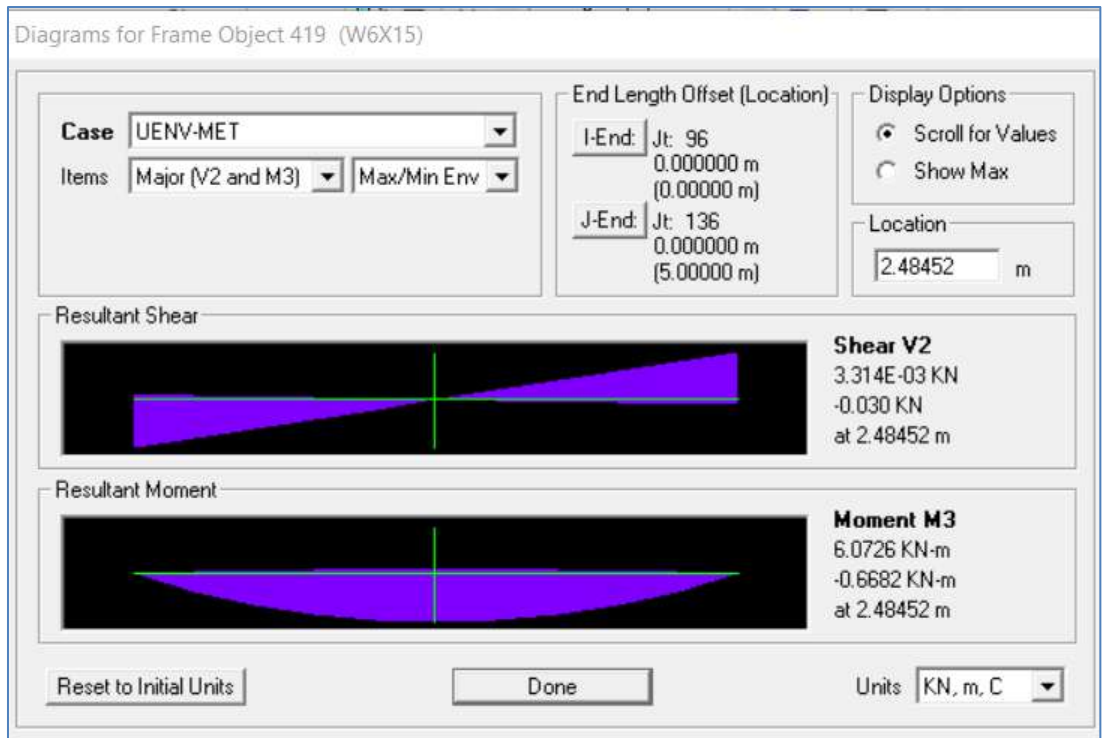 Diagrams for Frame Object 419 (W6X15)
End Length Offset (Location)
Display Options
Case UENV-MET
I-End: Jt: 96
Scroll for Values
Items Major (V2 and M3) Max/Min Env
0.000000 m
(0.00000 m)
Show Max
J-End: Jt: 136
0.000000 m
(5.00000 m)
Location
2.48452 m
Resultant Shear
Shear V2
3.314E-03 KN
-0.030 KN
at 2.48452 m
Resultant Moment
Moment M3
6.0726 KN-m
-0.6682 KN-m
at 2.48452 m
Reset to Initial Units
Done
Units KN, m, C